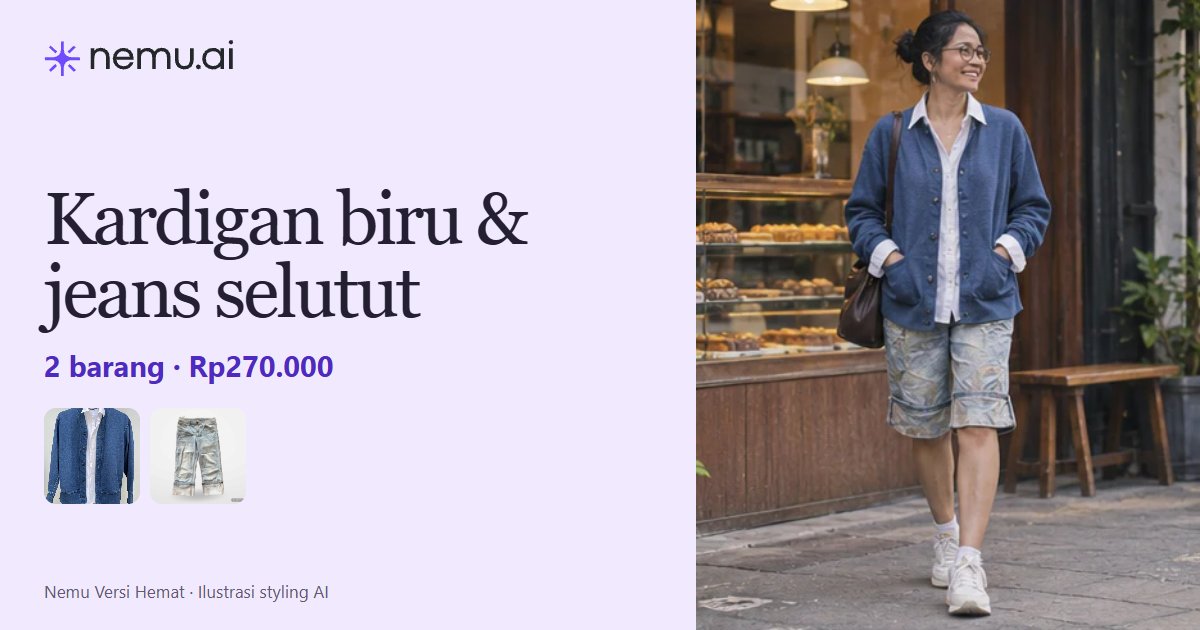 nemu.ai
Kardigan biru &
jeans selutut
2 barang · Rp270.000
Nemu Versi Hemat · Ilustrasi styling AI